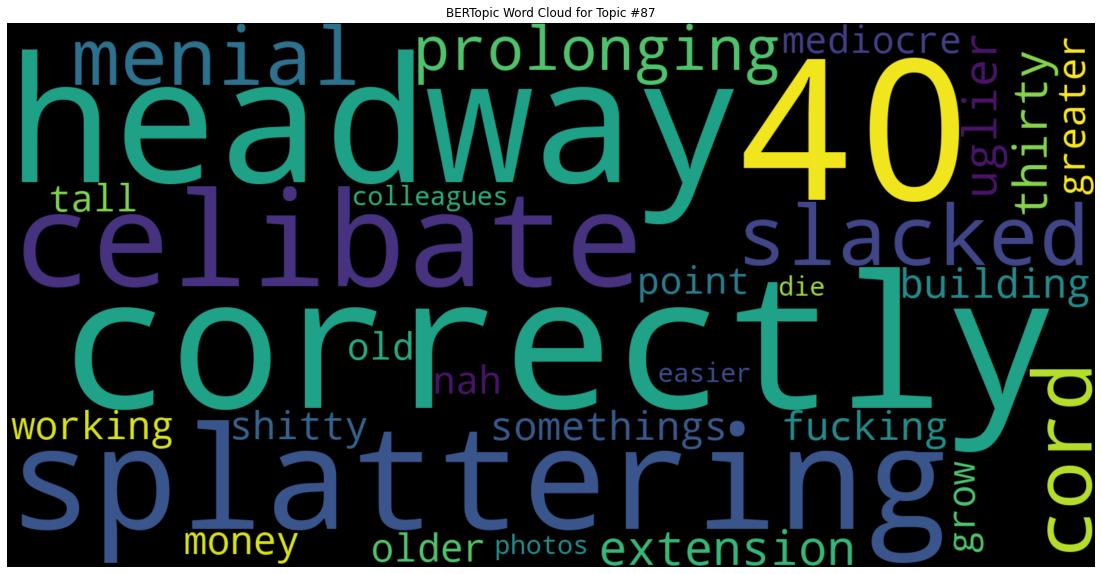 BERTopic Word Cloud for Topic #87
menial
prolonging
mediocre
uglier
thirty
greater
headway
40
tall
colleagues
celibate
slacked
point
die
building
correctly
old
nah
easier
cord
working
shitty
somethings
fucking
splattering
grow
money
older
photos
extension